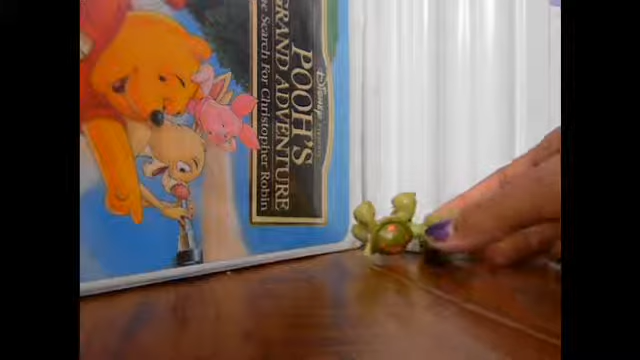 Disney
POOH'S
GRAND ADVENTURE
The Search For Christopher Robin